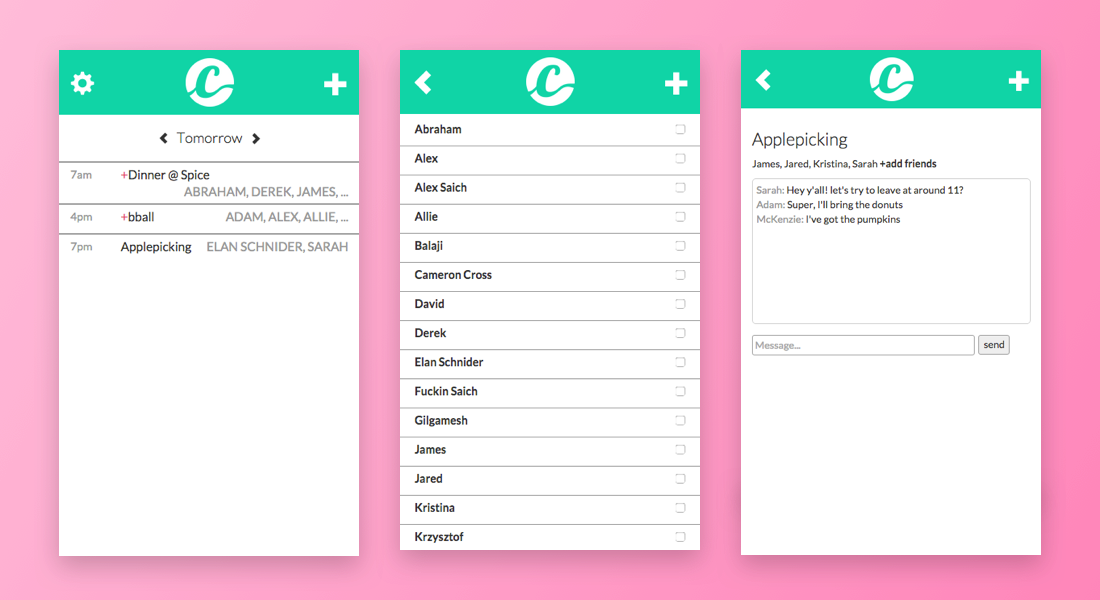 C
Tomorrow
7am +Dinner @ Spice
ABRAHAM, DEREK, JAMES, ...
4pm +bball ADAM, ALEX, ALLIE, ...
7pm Applepicking ELAN SCHNIDER, SARAH
C
Abraham
Alex
Alex Saich
Allie
Balaji
Cameron Cross
David
Derek
Elan Schnider
Fuckin Saich
Gilgamesh
James
Jared
Kristina
Krzysztof
C
Applepicking
James, Jared, Kristina, Sarah +add friends
Sarah: Hey y'all! let's try to leave at around 11?
Adam: Super, I'll bring the donuts
McKenzie: I've got the pumpkins
Message... send